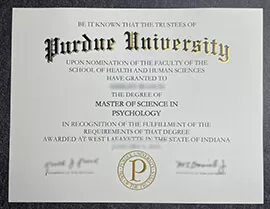 BE IT KNOWN THAT THE TRUSTEES OF
Purdue University
UPON NOMINATION OF THE FACULTY OF THE
SCHOOL OF HEALTH AND HUMAN SCIENCES
HAVE GRANTED TO
THE DEGREE OF
MASTER OF SCIENCE IN
PSYCHOLOGY
IN RECOGNITION OF THE FULFILLMENT OF THE
REQUIREMENTS OF THAT DEGREE
AWARDED AT WEST LAFAYETTE IN THE STATE OF INDIANA
P